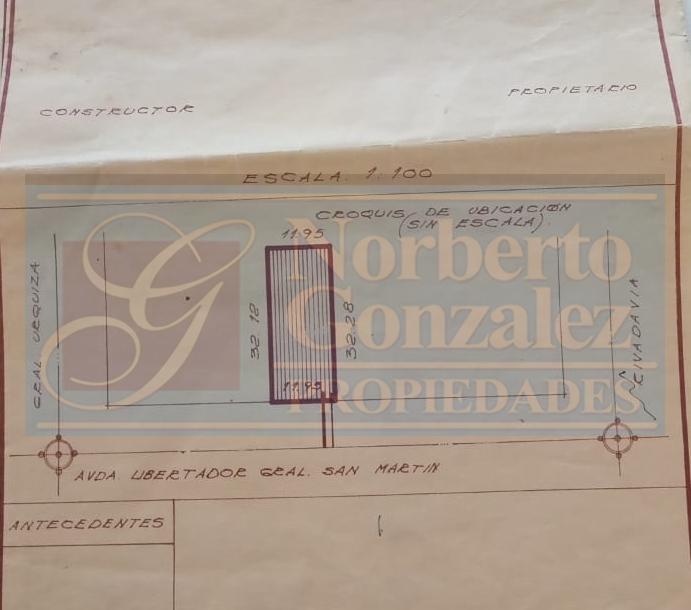 CONSTRUCTOR
PROPIETARIO
ESCALA 1:100
CROQUIS DE UBICACIÓN
(SIN ESCALA).
11.95
GRAL. URQUIZA
32.18
32.28
RIVADAVIA
11.95
AVDA. LIBERTADOR GRAL. SAN MARTIN
ANTECEDENTES
G
Norberto
Gonzalez
PROPIEDADES